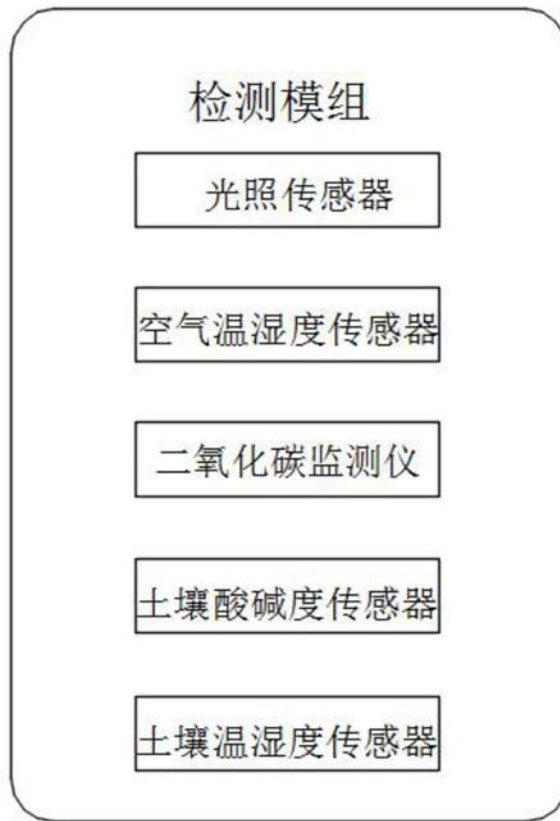 检测模组
光照传感器
空气温湿度传感器
二氧化碳监测仪
土壤酸碱度传感器
土壤温湿度传感器